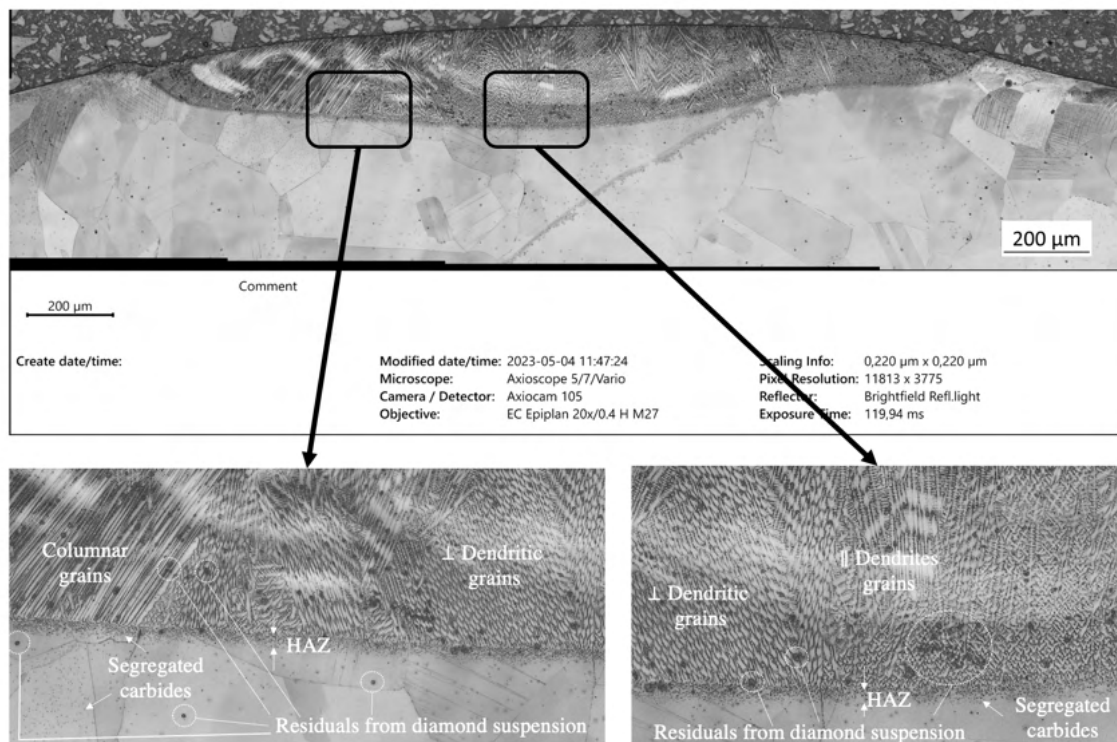 200 µm
Comment
200 µm
Create date/time:
Modified date/time: 2023-05-04 11:47:24
Microscope: Axioscope 5/7/Vario
Camera / Detector: Axiocam 105
Objective: EC Epiplan 20x/0.4 H M27
Scaling Info: 0,220 µm x 0,220 µm
Pixel Resolution: 11813 x 3775
Reflector: Brightfield Refl.light
Exposure Time: 119,94 ms
Columnar
grains
⊥ Dendritic
grains
HAZ
Segregated
carbides
Residuals from diamond suspension
∥ Dendrites
grains
⊥ Dendritic
grains
HAZ
Segregated
carbides
Residuals from diamond suspension